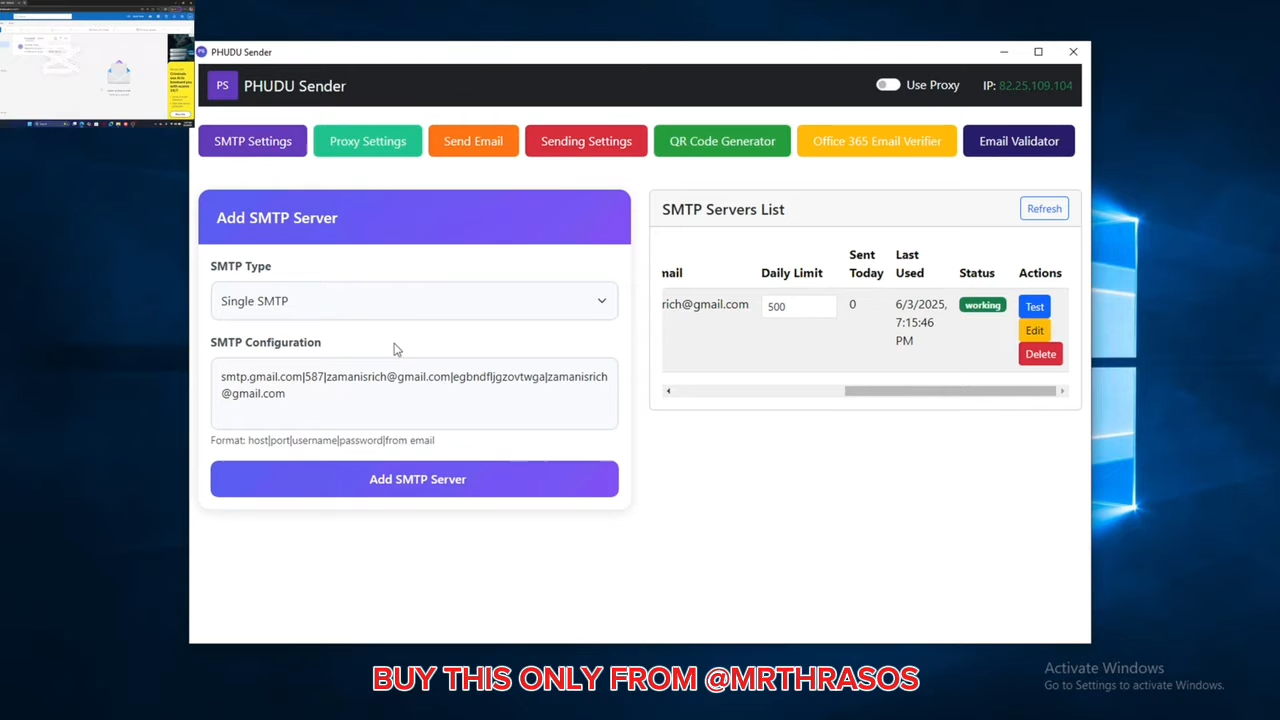 PHUDU Sender
PS
PHUDU Sender
Use Proxy
IP: 82.25.109.104
SMTP Settings
Proxy Settings
Send Email
Sending Settings
QR Code Generator
Office 365 Email Verifier
Email Validator
Add SMTP Server
SMTP Type
Single SMTP
SMTP Configuration
smtp.gmail.com|587|zamanisrich@gmail.com|egbndfljgzovtwga|zamanisrich
@gmail.com
Format: host|port|username|password|from email
Add SMTP Server
SMTP Servers List
Refresh
nail
Daily Limit
Sent
Today
Last
Used
Status
Actions
rich@gmail.com
500
0
6/3/2025,
7:15:46
PM
working
Test
Edit
Delete
Activate Windows
Go to Settings to activate Windows.
BUY THIS ONLY FROM @MRTHRASOS